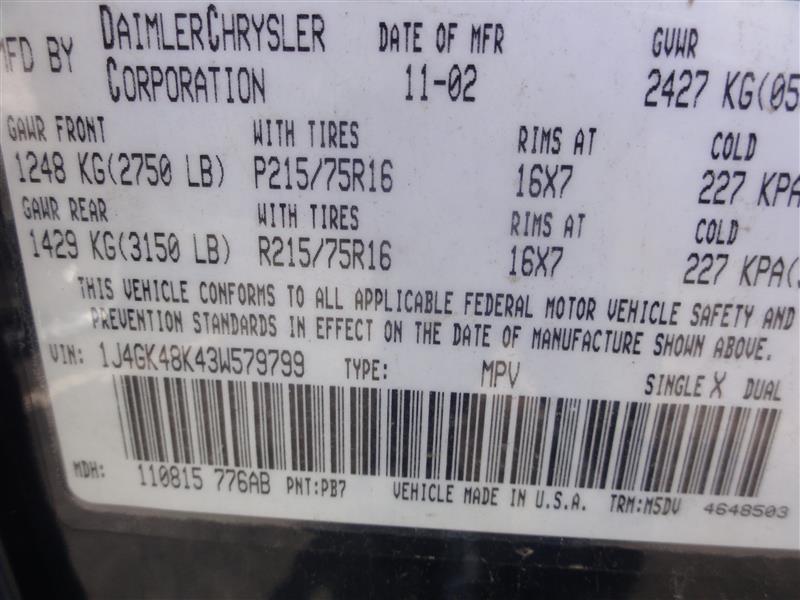 MFD BY DAIMLERCHRYSLER CORPORATION DATE OF MFR 11-02 GVWR 2427 KG(05
GAWR FRONT WITH TIRES RIMS AT COLD
1248 KG(2750 LB) P215/75R16 16X7 227 KPA
GAWR REAR WITH TIRES RIMS AT COLD
1429 KG(3150 LB) R215/75R16 16X7 227 KPA(
THIS VEHICLE CONFORMS TO ALL APPLICABLE FEDERAL MOTOR VEHICLE SAFETY AND
PREVENTION STANDARDS IN EFFECT ON THE DATE OF MANUFACTURE SHOWN ABOVE.
VIN: 1J4GK48K43W579799 TYPE: MPV SINGLE X DUAL
MDH: 110815 776AB PNT:PB7 VEHICLE MADE IN U.S.A. TRM:M5DV 4648503